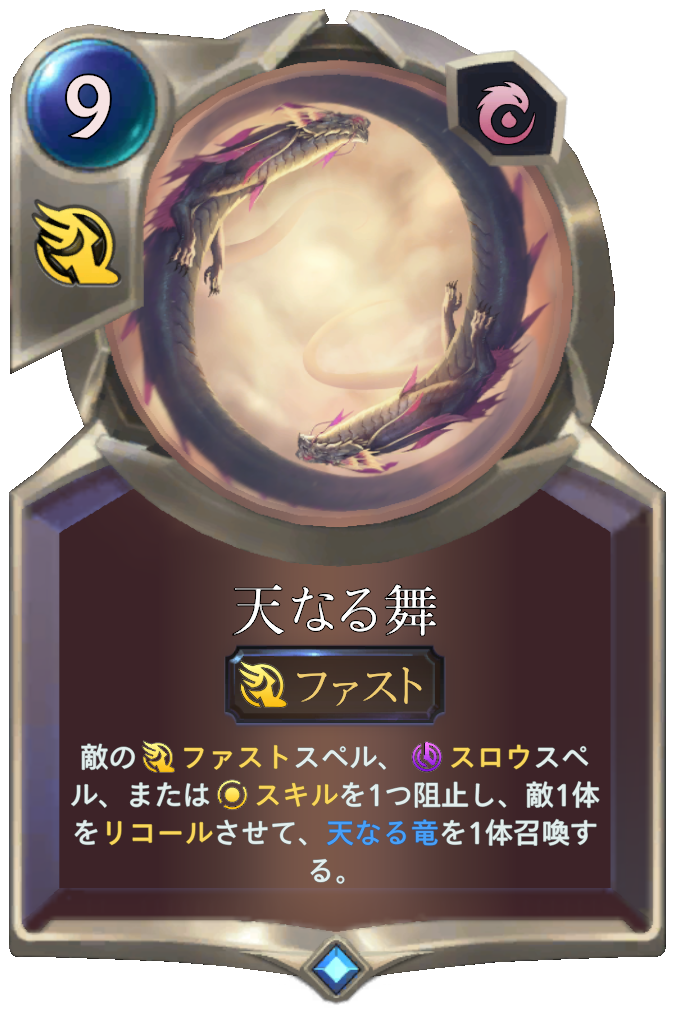 9
天なる舞
ファスト
敵のファストスペル、スロウスペ
ル、またはスキルを1つ阻止し、敵1体
をリコールさせて、天なる竜を1体召喚す
る。